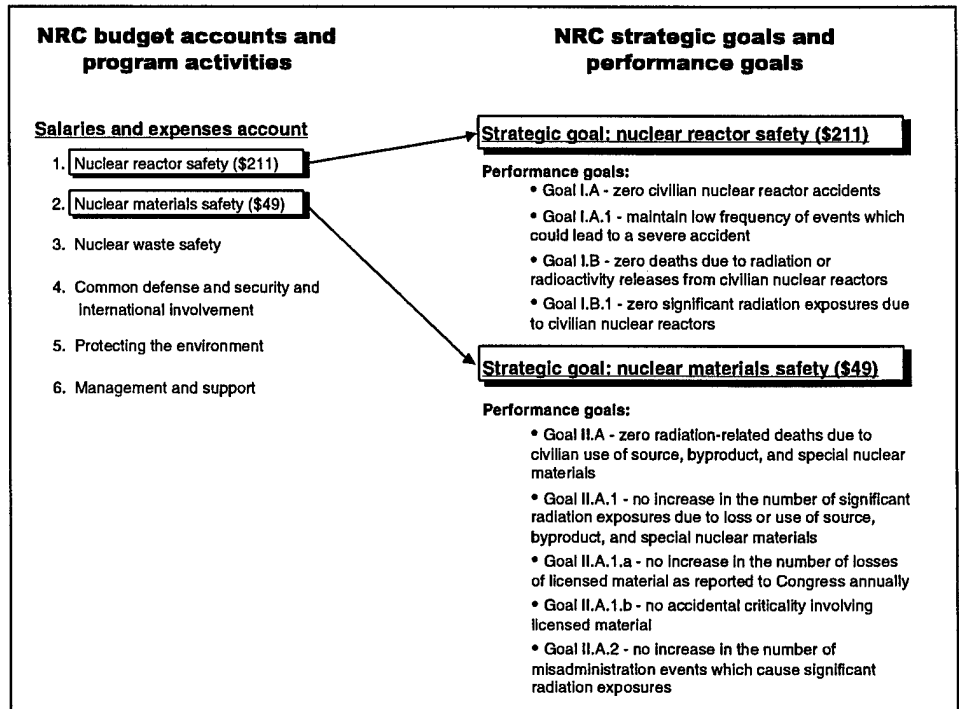 NRC budget accounts and
program activities
Salaries and expenses account
1. Nuclear reactor safety ($211)
2. Nuclear materials safety ($49)
3. Nuclear waste safety
4. Common defense and security and
international involvement
5. Protecting the environment
6. Management and support
NRC strategic goals and
performance goals
Strategic goal: nuclear reactor safety ($211)
Performance goals:
• Goal I.A - zero civilian nuclear reactor accidents
• Goal I.A.1 - maintain low frequency of events which
could lead to a severe accident
• Goal I.B - zero deaths due to radiation or
radioactivity releases from civilian nuclear reactors
• Goal I.B.1 - zero significant radiation exposures due
to civilian nuclear reactors
Strategic goal: nuclear materials safety ($49)
Performance goals:
• Goal II.A - zero radiation-related deaths due to
civilian use of source, byproduct, and special nuclear
materials
• Goal II.A.1 - no increase in the number of significant
radiation exposures due to loss or use of source,
byproduct, and special nuclear materials
• Goal II.A.1.a - no increase in the number of losses
of licensed material as reported to Congress annually
• Goal II.A.1.b - no accidental criticality involving
licensed material
• Goal II.A.2 - no increase in the number of
misadministration events which cause significant
radiation exposures